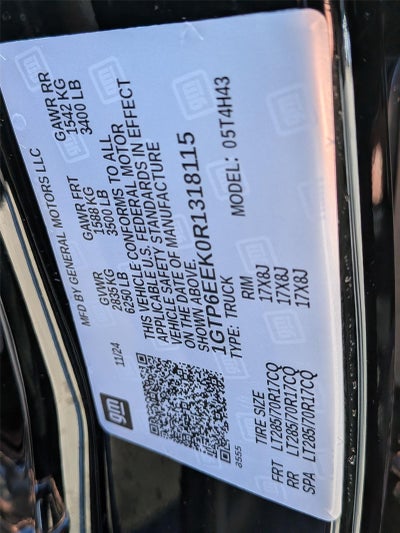 MFD BY GENERAL MOTORS LLC
11/24
GVWR
2835 KG
6250 LB
GAWR FRT
1588 KG
3500 LB
GAWR RR
1542 KG
3400 LB
THIS VEHICLE CONFORMS TO ALL
APPLICABLE U.S. FEDERAL MOTOR
VEHICLE SAFETY STANDARDS IN EFFECT
ON THE DATE OF MANUFACTURE
SHOWN ABOVE.
1GTP6EEK0R1318115
TYPE: TRUCK
MODEL: 05T4H43
gm
8555
TIRE SIZE
RIM
FRT LT285/70R17CQ 17X8J
RR LT285/70R17CQ 17X8J
SPA LT285/70R17CQ 17X8J